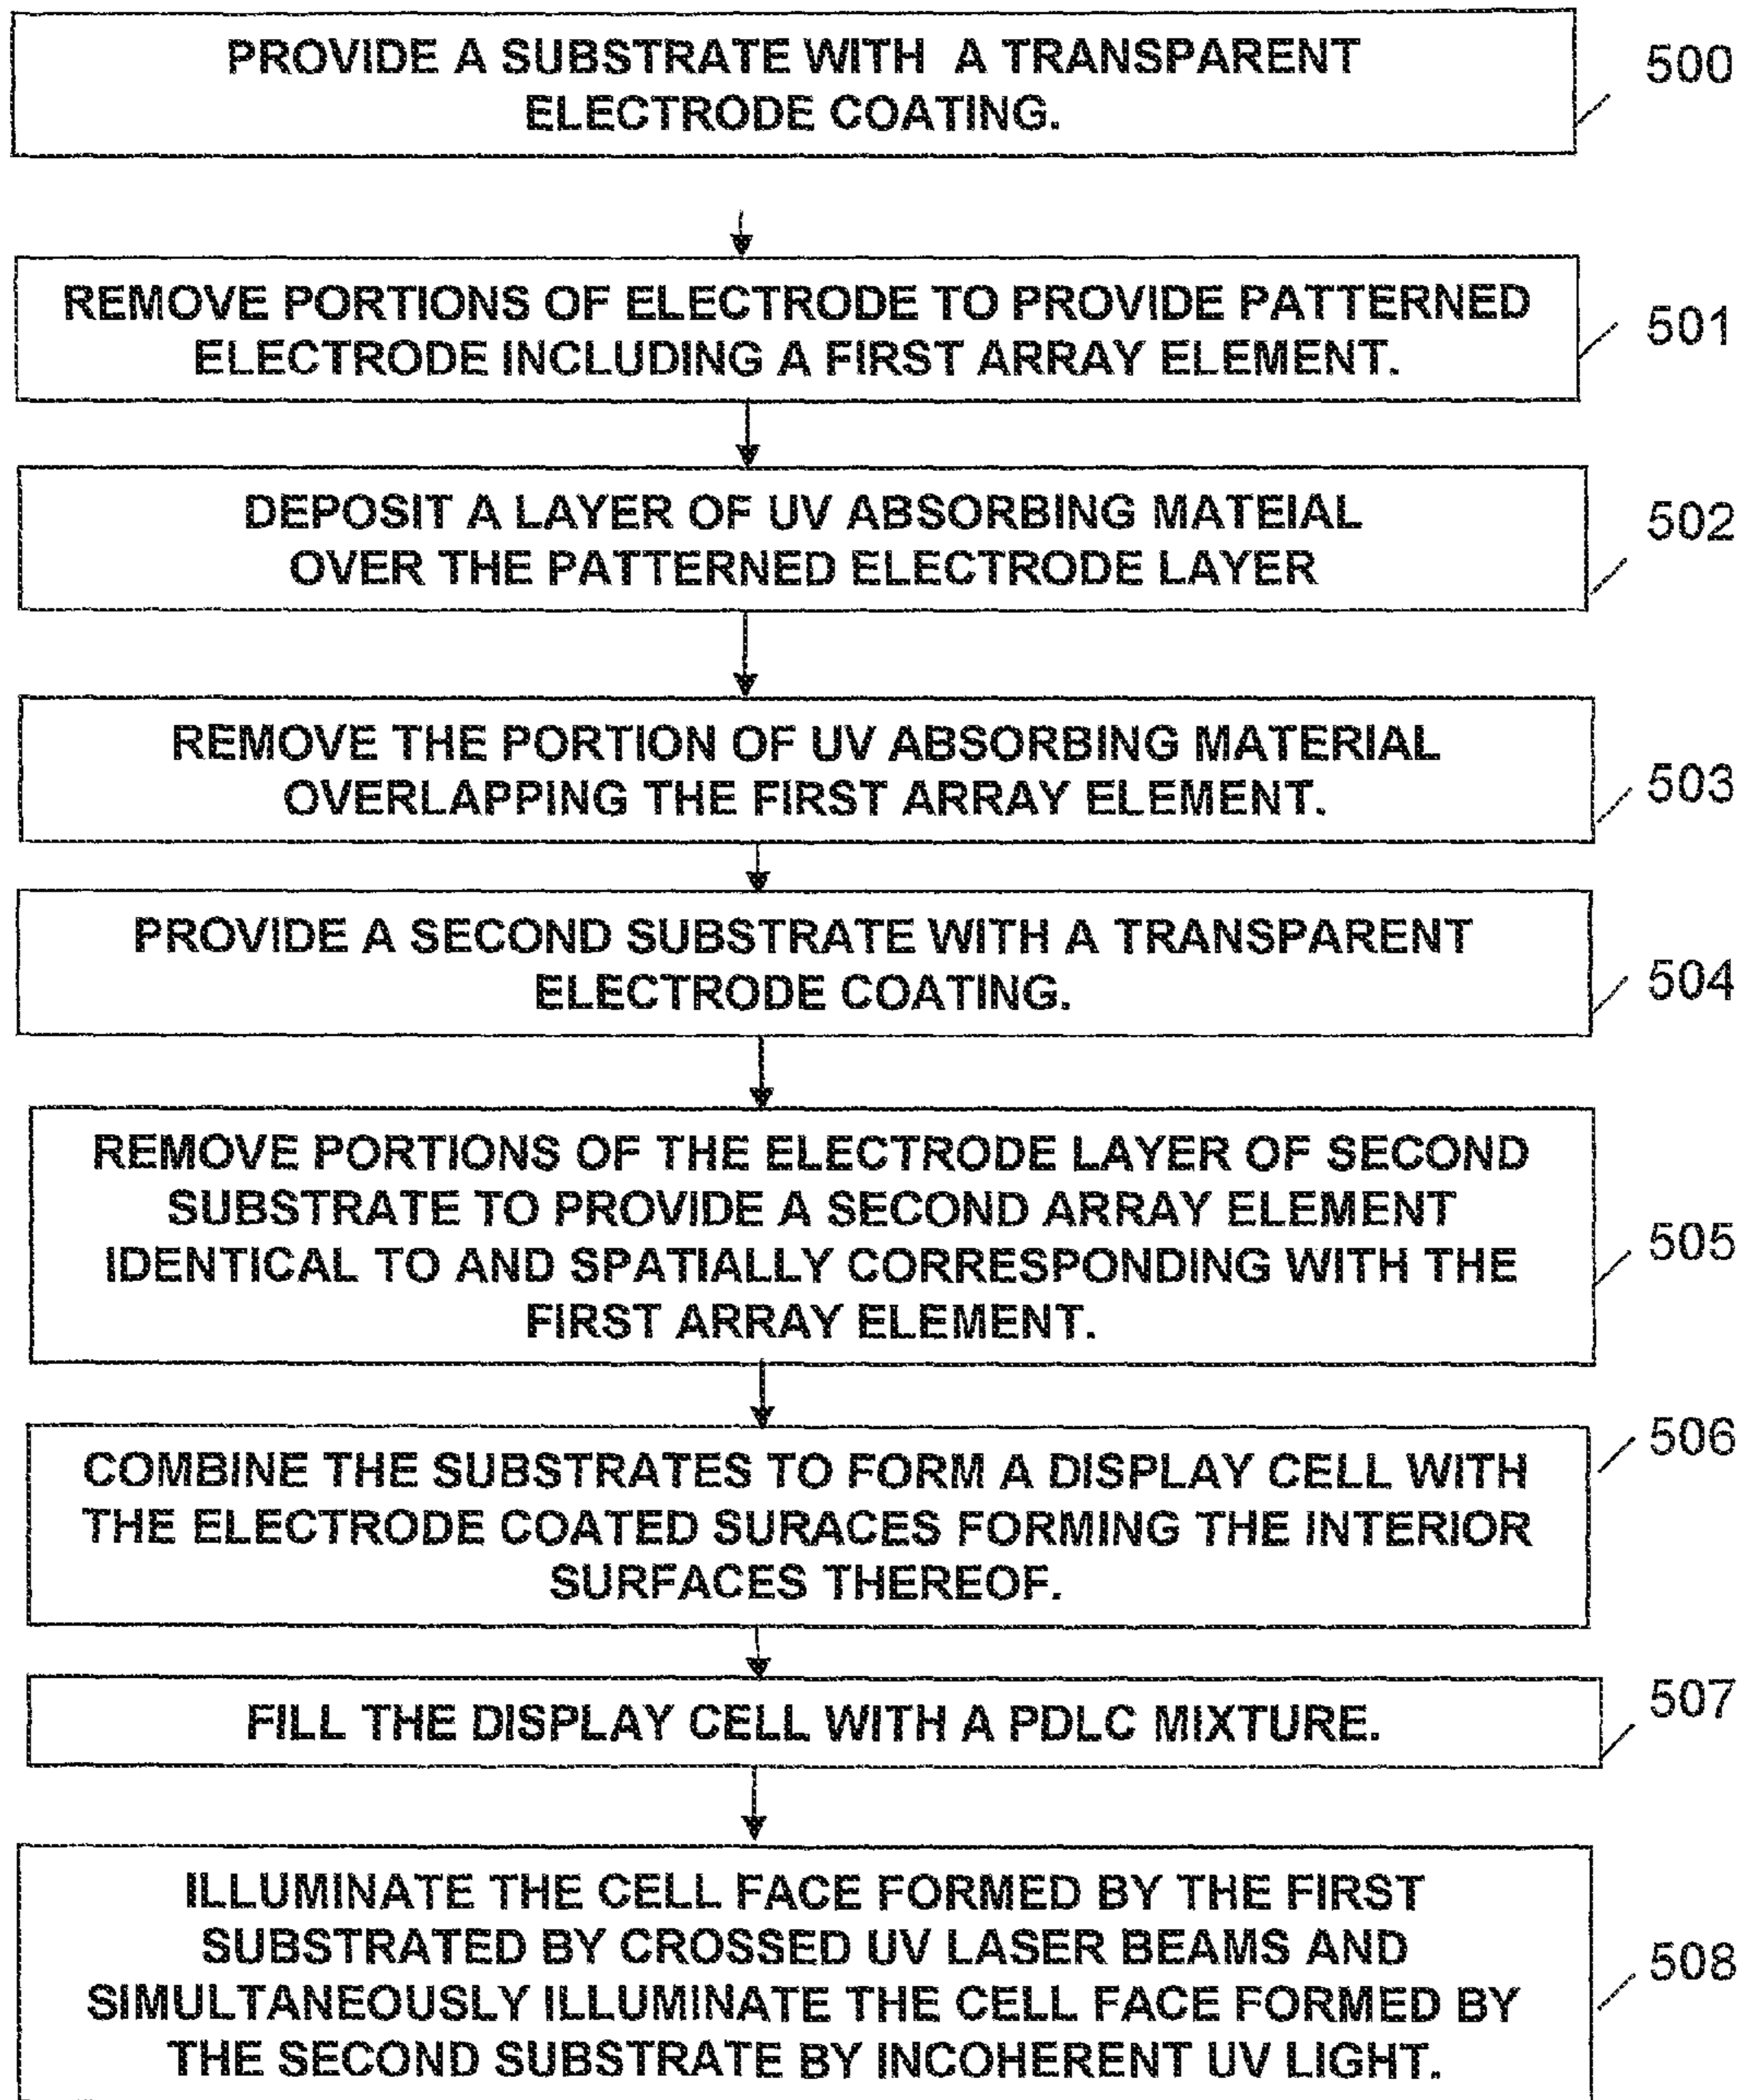 PROVIDE A SUBSTRATE WITH A TRANSPARENT
ELECTRODE COATING.
500
REMOVE PORTIONS OF ELECTRODE TO PROVIDE PATTERNED
ELECTRODE INCLUDING A FIRST ARRAY ELEMENT.
501
DEPOSIT A LAYER OF UV ABSORBING MATEIAL
OVER THE PATTERNED ELECTRODE LAYER
502
REMOVE THE PORTION OF UV ABSORBING MATERIAL
OVERLAPPING THE FIRST ARRAY ELEMENT.
503
PROVIDE A SECOND SUBSTRATE WITH A TRANSPARENT
ELECTRODE COATING.
504
REMOVE PORTIONS OF THE ELECTRODE LAYER OF SECOND
SUBSTRATE TO PROVIDE A SECOND ARRAY ELEMENT
IDENTICAL TO AND SPATIALLY CORRESPONDING WITH THE
FIRST ARRAY ELEMENT.
505
COMBINE THE SUBSTRATES TO FORM A DISPLAY CELL WITH
THE ELECTRODE COATED SURACES FORMING THE INTERIOR
SURFACES THEREOF.
506
FILL THE DISPLAY CELL WITH A PDLC MIXTURE.
507
ILLUMINATE THE CELL FACE FORMED BY THE FIRST
SUBSTRATED BY CROSSED UV LASER BEAMS AND
SIMULTANEOUSLY ILLUMINATE THE CELL FACE FORMED BY
THE SECOND SUBSTRATE BY INCOHERENT UV LIGHT.
508